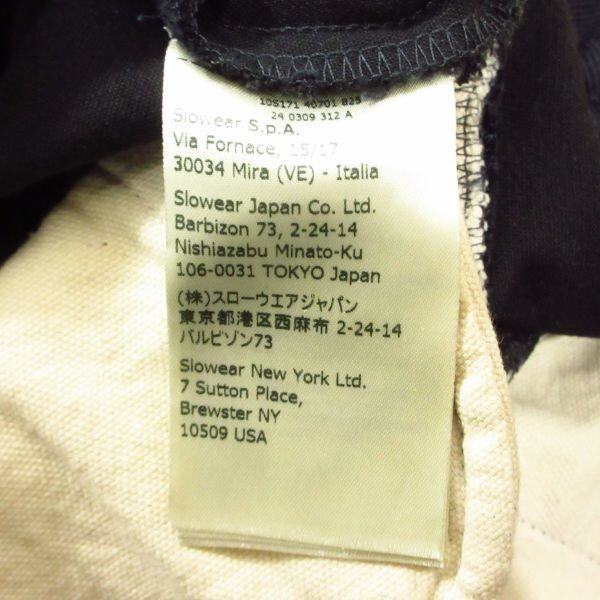 10S171 40701 825
24 0309 312 A
Slowear S.p.A.
Via Fornace, 15/17
30034 Mira (VE) - Italia
Slowear Japan Co. Ltd.
Barbizon 73, 2-24-14
Nishiazabu Minato-Ku
106-0031 TOKYO Japan
(株)スローウエアジャパン
東京都港区西麻布 2-24-14
バルビゾン73
Slowear New York Ltd.
7 Sutton Place,
Brewster NY
10509 USA